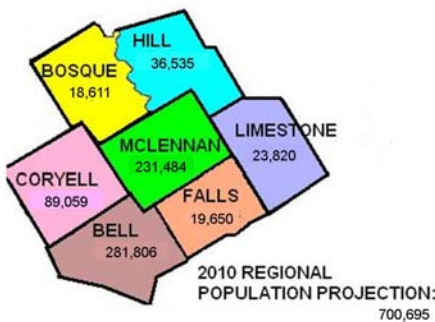 HILL
36,535
BOSQUE
18,611
LIMESTONE
23,820
MCLENNAN
231,484
CORYELL
89,059
FALLS
19,650
BELL
281,806
2010 REGIONAL
POPULATION PROJECTION:
700,695